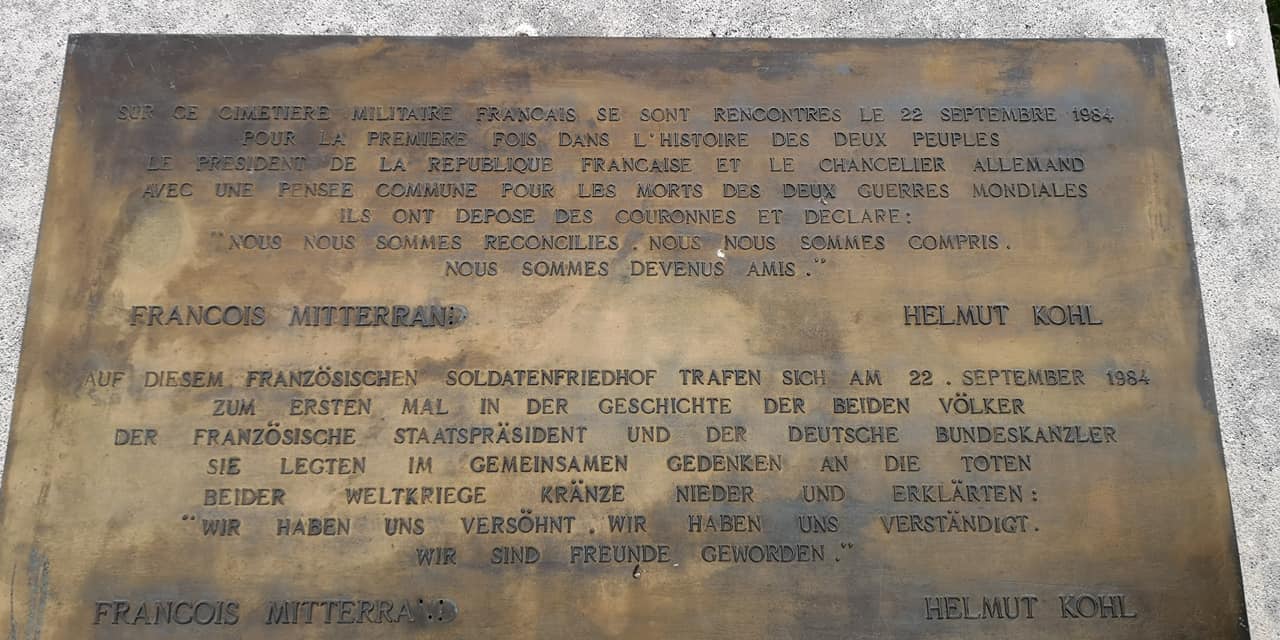 SUR CE CIMETIERE MILITAIRE FRANCAIS SE SONT RENCONTRES LE 22 SEPTEMBRE 1984
POUR LA PREMIERE FOIS DANS L'HISTOIRE DES DEUX PEUPLES
LE PRESIDENT DE LA REPUBLIQUE FRANCAISE ET LE CHANCELIER ALLEMAND
AVEC UNE PENSEE COMMUNE POUR LES MORTS DES DEUX GUERRES MONDIALES
ILS ONT DEPOSE DES COURONNES ET DECLARE:
"NOUS NOUS SOMMES RECONCILIES. NOUS NOUS SOMMES COMPRIS.
NOUS SOMMES DEVENUS AMIS."
FRANCOIS MITTERRAND HELMUT KOHL
AUF DIESEM FRANZÖSISCHEN SOLDATENFRIEDHOF TRAFEN SICH AM 22. SEPTEMBER 1984
ZUM ERSTEN MAL IN DER GESCHICHTE DER BEIDEN VÖLKER
DER FRANZÖSISCHE STAATSPRÄSIDENT UND DER DEUTSCHE BUNDESKANZLER
SIE LEGTEN IM GEMEINSAMEN GEDENKEN AN DIE TOTEN
BEIDER WELTKRIEGE KRÄNZE NIEDER UND ERKLÄRTEN:
"WIR HABEN UNS VERSÖHNT. WIR HABEN UNS VERSTÄNDIGT.
WIR SIND FREUNDE GEWORDEN."
FRANCOIS MITTERRAND HELMUT KOHL